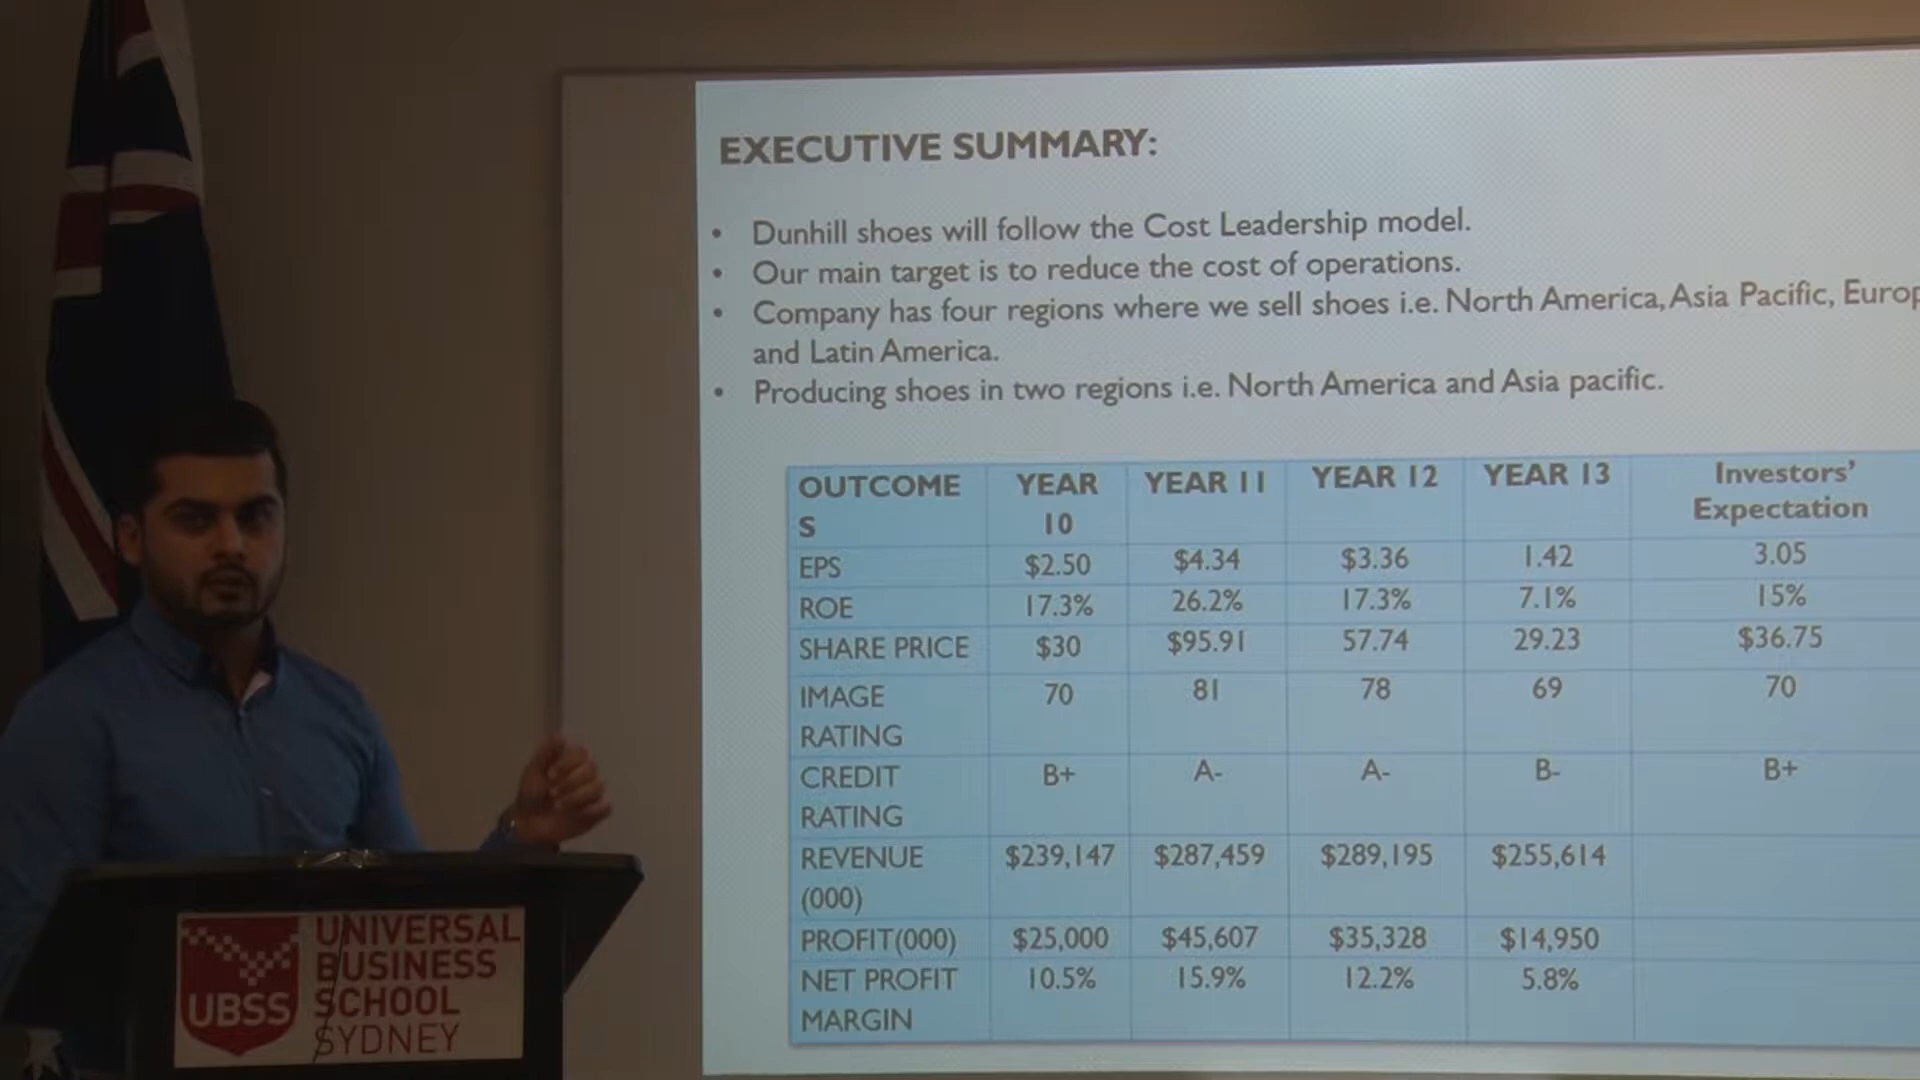 EXECUTIVE SUMMARY:
• Dunhill shoes will follow the Cost Leadership model.
• Our main target is to reduce the cost of operations.
• Company has four regions where we sell shoes i.e. North America, Asia Pacific, Europ
and Latin America.
• Producing shoes in two regions i.e. North America and Asia pacific.
OUTCOME
S
YEAR
10
YEAR 11
YEAR 12
YEAR 13
Investors'
Expectation
EPS $2.50 $4.34 $3.36 1.42 3.05
ROE 17.3% 26.2% 17.3% 7.1% 15%
SHARE PRICE $30 $95.91 57.74 29.23 $36.75
IMAGE
RATING
70 81 78 69 70
CREDIT
RATING
B+ A- A- B- B+
REVENUE
(000)
$239,147 $287,459 $289,195 $255,614
PROFIT(000) $25,000 $45,607 $35,328 $14,950
NET PROFIT
MARGIN
10.5% 15.9% 12.2% 5.8%
UBSS
UNIVERSAL
BUSINESS
SCHOOL
SYDNEY